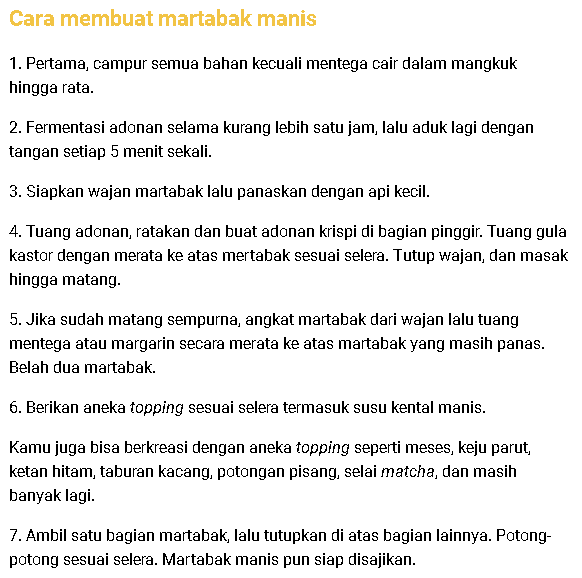 Cara membuat martabak manis
1. Pertama, campur semua bahan kecuali mentega cair dalam mangkuk
hingga rata.
2. Fermentasi adonan selama kurang lebih satu jam, lalu aduk lagi dengan
tangan setiap 5 menit sekali.
3. Siapkan wajan martabak lalu panaskan dengan api kecil.
4. Tuang adonan, ratakan dan buat adonan krispi di bagian pinggir. Tuang gula
kastor dengan merata ke atas mertabak sesuai selera. Tutup wajan, dan masak
hingga matang.
5. Jika sudah matang sempurna, angkat martabak dari wajan lalu tuang
mentega atau margarin secara merata ke atas martabak yang masih panas.
Belah dua martabak.
6. Berikan aneka topping sesuai selera termasuk susu kental manis.
Kamu juga bisa berkreasi dengan aneka topping seperti meses, keju parut,
ketan hitam, taburan kacang, potongan pisang, selai matcha, dan masih
banyak lagi.
7. Ambil satu bagian martabak, lalu tutupkan di atas bagian lainnya. Potong-
potong sesuai selera. Martabak manis pun siap disajikan.